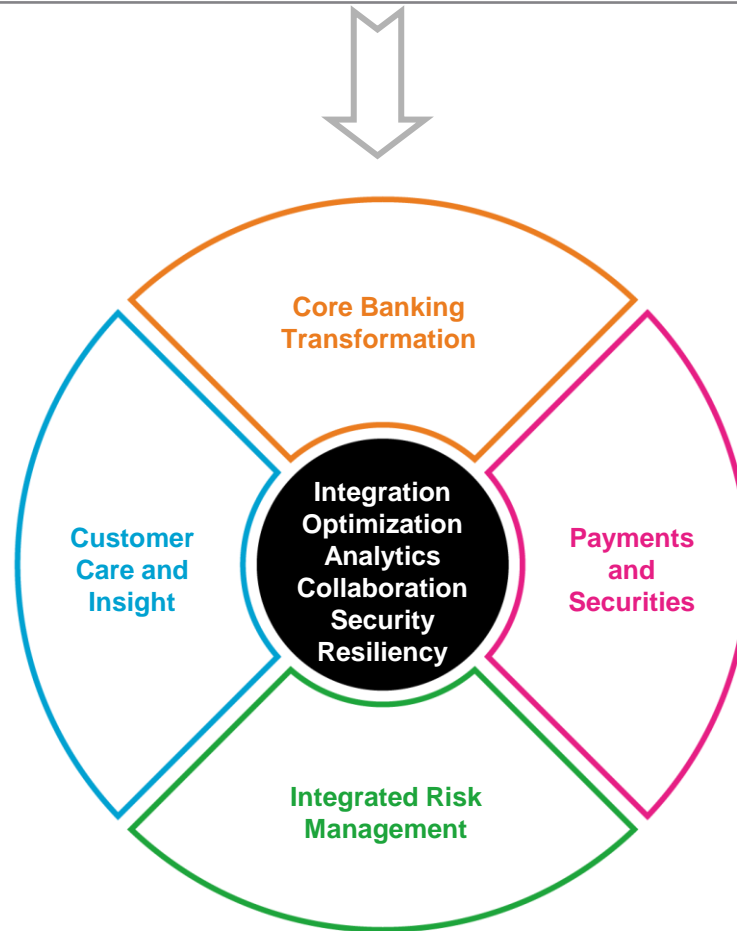 Core Banking
Transformation
Customer
Care and
Insight
Integration
Optimization
Analytics
Collaboration
Security
Resiliency
Payments
and
Securities
Integrated Risk
Management